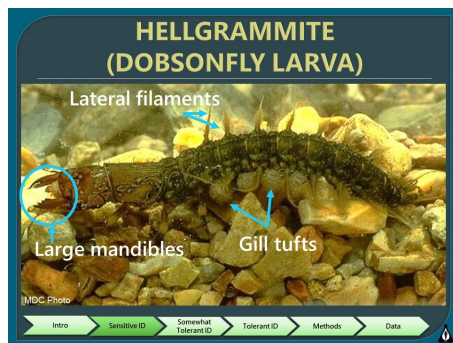 HELLGRAMMITE
(DOBSONFLY LARVA)
Lateral filaments
Large mandibles
Gill tufts
MDC Photo
Intro
Sensitive ID
Somewhat
Tolerant ID
Tolerant ID
Methods
Data